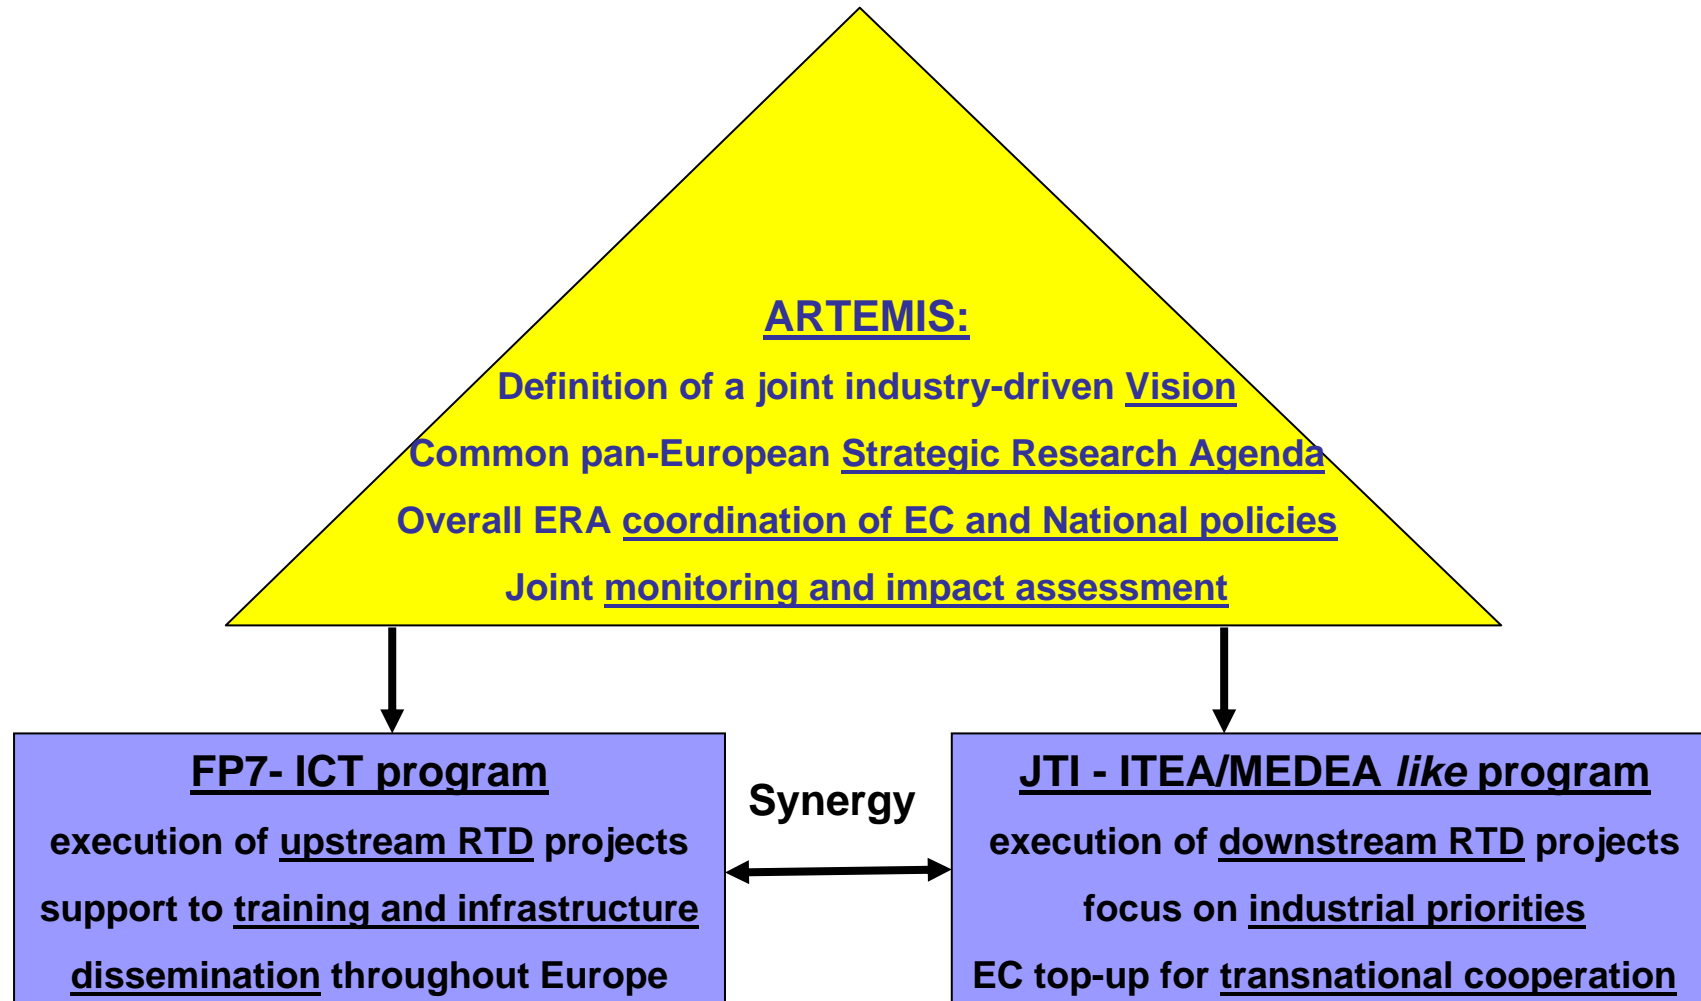 ARTEMIS:
Definition of a joint industry-driven Vision
Common pan-European Strategic Research Agenda
Overall ERA coordination of EC and National policies
Joint monitoring and impact assessment
FP7- ICT program
execution of upstream RTD projects
support to training and infrastructure
dissemination throughout Europe
Synergy
JTI - ITEA/MEDEA like program
execution of downstream RTD projects
focus on industrial priorities
EC top-up for transnational cooperation